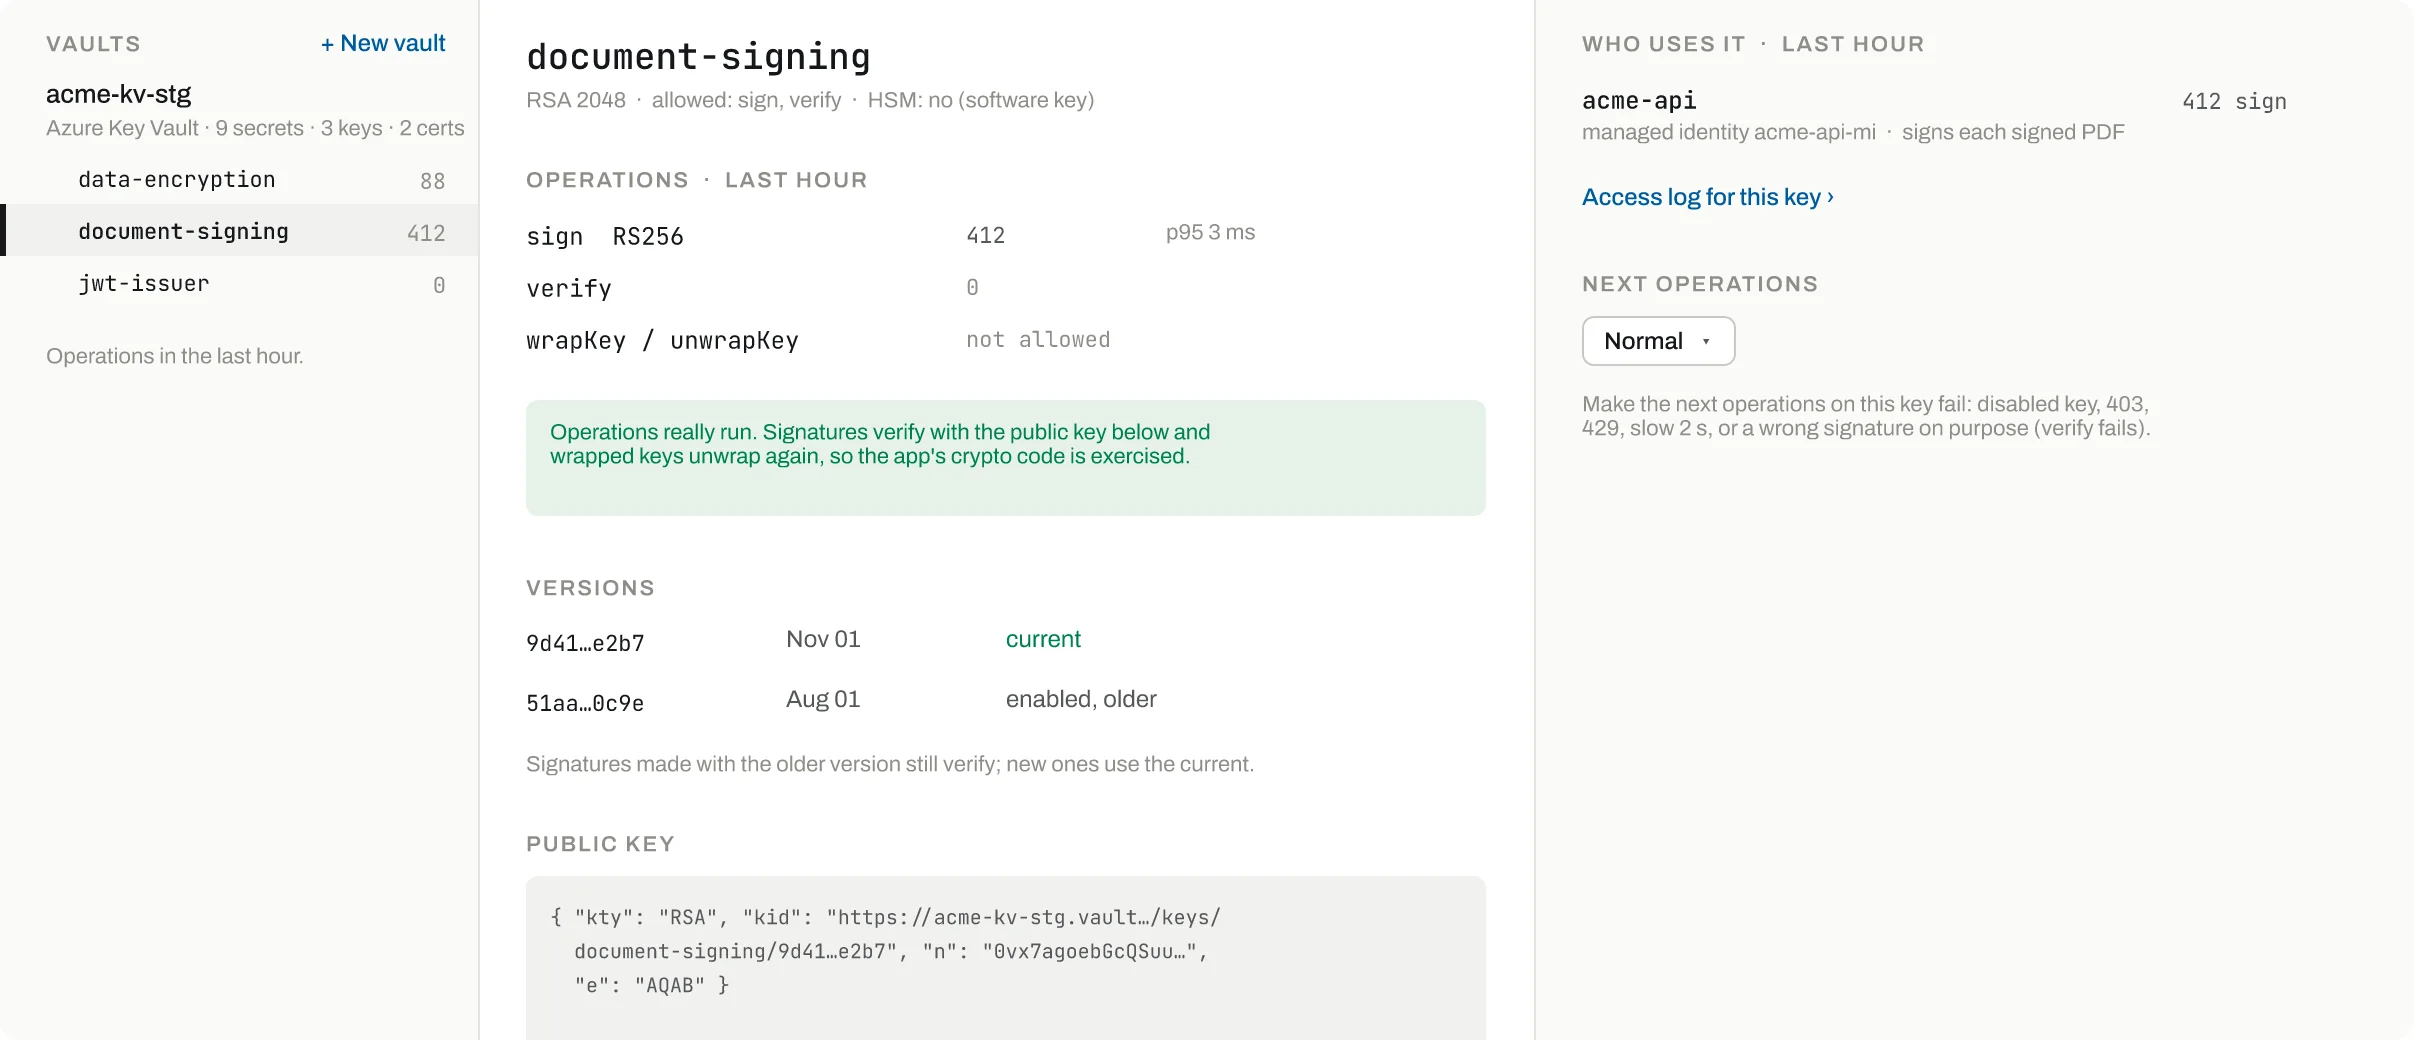 VAULTS
+ New vault
acme-kv-stg
Azure Key Vault · 9 secrets · 3 keys · 2 certs
data-encryption 88
document-signing 412
jwt-issuer 0
Operations in the last hour.
document-signing
RSA 2048 · allowed: sign, verify · HSM: no (software key)
OPERATIONS · LAST HOUR
sign RS256 412 p95 3 ms
verify 0
wrapKey / unwrapKey not allowed
Operations really run. Signatures verify with the public key below and
wrapped keys unwrap again, so the app's crypto code is exercised.
VERSIONS
9d41…e2b7 Nov 01 current
51aa…0c9e Aug 01 enabled, older
Signatures made with the older version still verify; new ones use the current.
PUBLIC KEY
{ "kty": "RSA", "kid": "https://acme-kv-stg.vault…/keys/
document-signing/9d41…e2b7", "n": "0vx7agoebGcQSuu…",
"e": "AQAB" }
WHO USES IT · LAST HOUR
acme-api 412 sign
managed identity acme-api-mi · signs each signed PDF
Access log for this key ›
NEXT OPERATIONS
Normal ▾
Make the next operations on this key fail: disabled key, 403,
429, slow 2 s, or a wrong signature on purpose (verify fails).